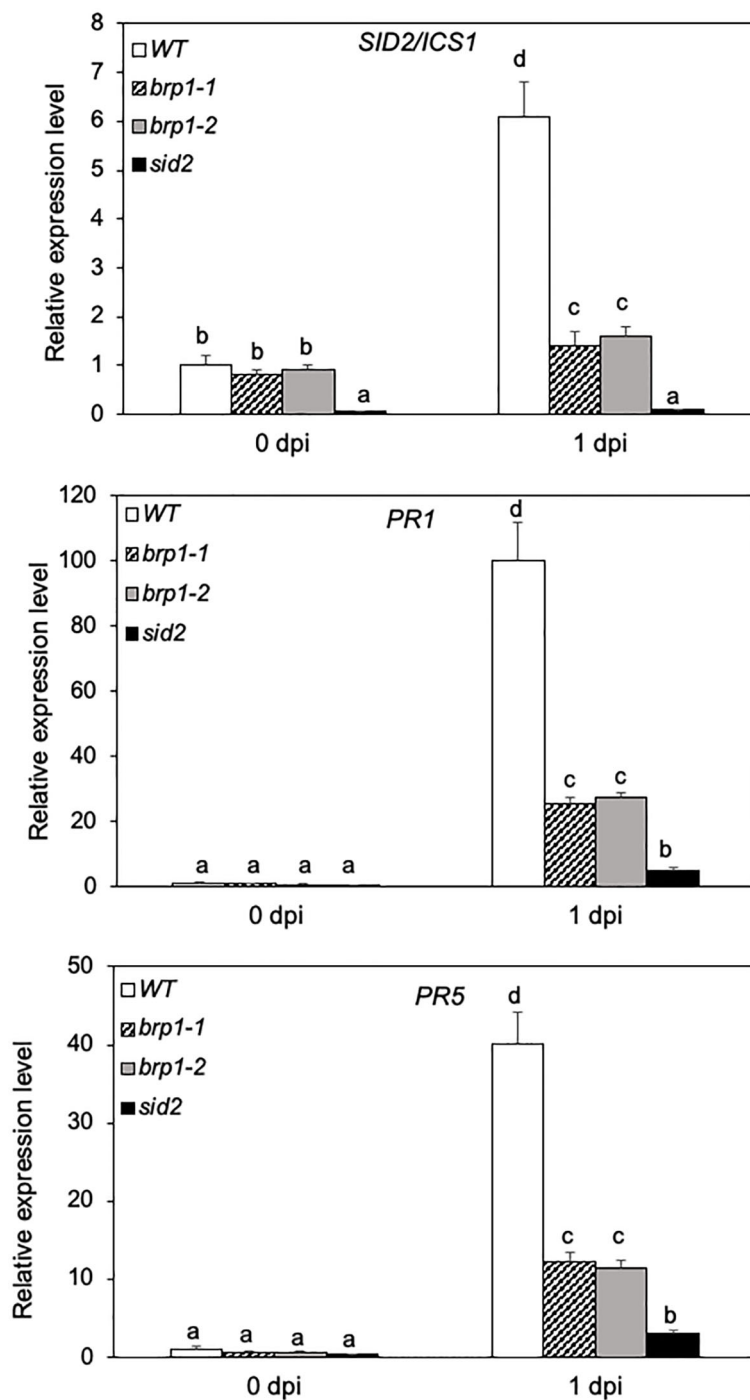 SID2/ICS1
WT
brp1-1
brp1-2
sid2
Relative expression level
8
7
6
5
4
3
2
1
0
b
b
b
a
d
c
c
a
0 dpi
1 dpi
PR1
WT
brp1-1
brp1-2
sid2
Relative expression level
120
100
80
60
40
20
0
a
a
a
a
d
c
c
b
0 dpi
1 dpi
PR5
WT
brp1-1
brp1-2
sid2
Relative expression level
50
40
30
20
10
0
a
a
a
a
d
c
c
b
0 dpi
1 dpi